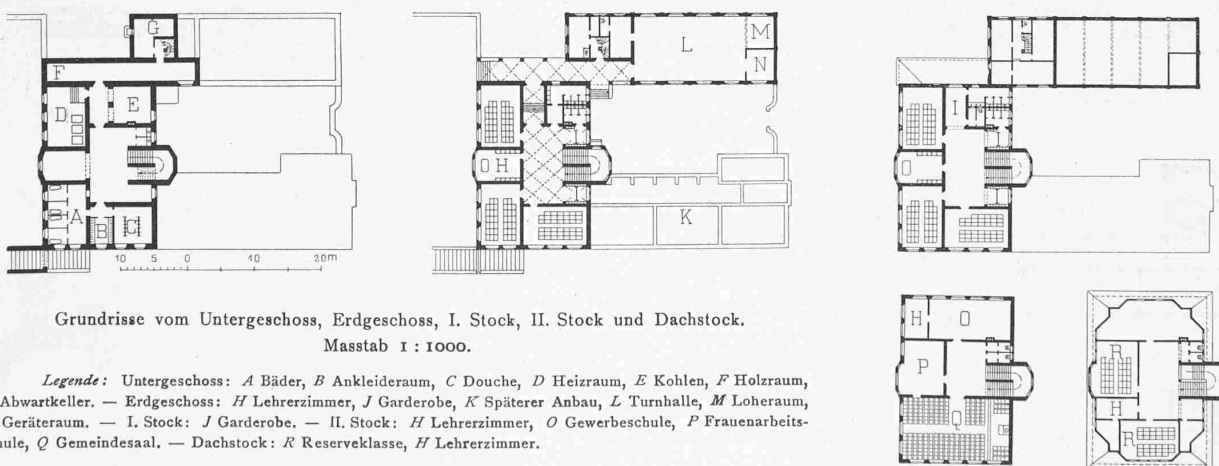 G
F
D
E
A
B
C
10 5 0 10 20 m
L
M
N
O H
K
I
O
H O
P
Q
R
H
R
Grundrisse vom Untergeschoss, Erdgeschoss, I. Stock, II. Stock und Dachstock.
Masstab 1 : 1000.
Legende: Untergeschoss: A Bäder, B Ankleideraum, C Douche, D Heizraum, E Kohlen, F Holzraum,
Abwartkeller. — Erdgeschoss: H Lehrerzimmer, J Garderobe, K Späterer Anbau, L Turnhalle, M Loheraum,
Geräteraum. — I. Stock: J Garderobe. — II. Stock: H Lehrerzimmer, O Gewerbeschule, P Frauenarbeits-
Q Gemeindesaal. — Dachstock: R Reserveklasse, H Lehrerzimmer.